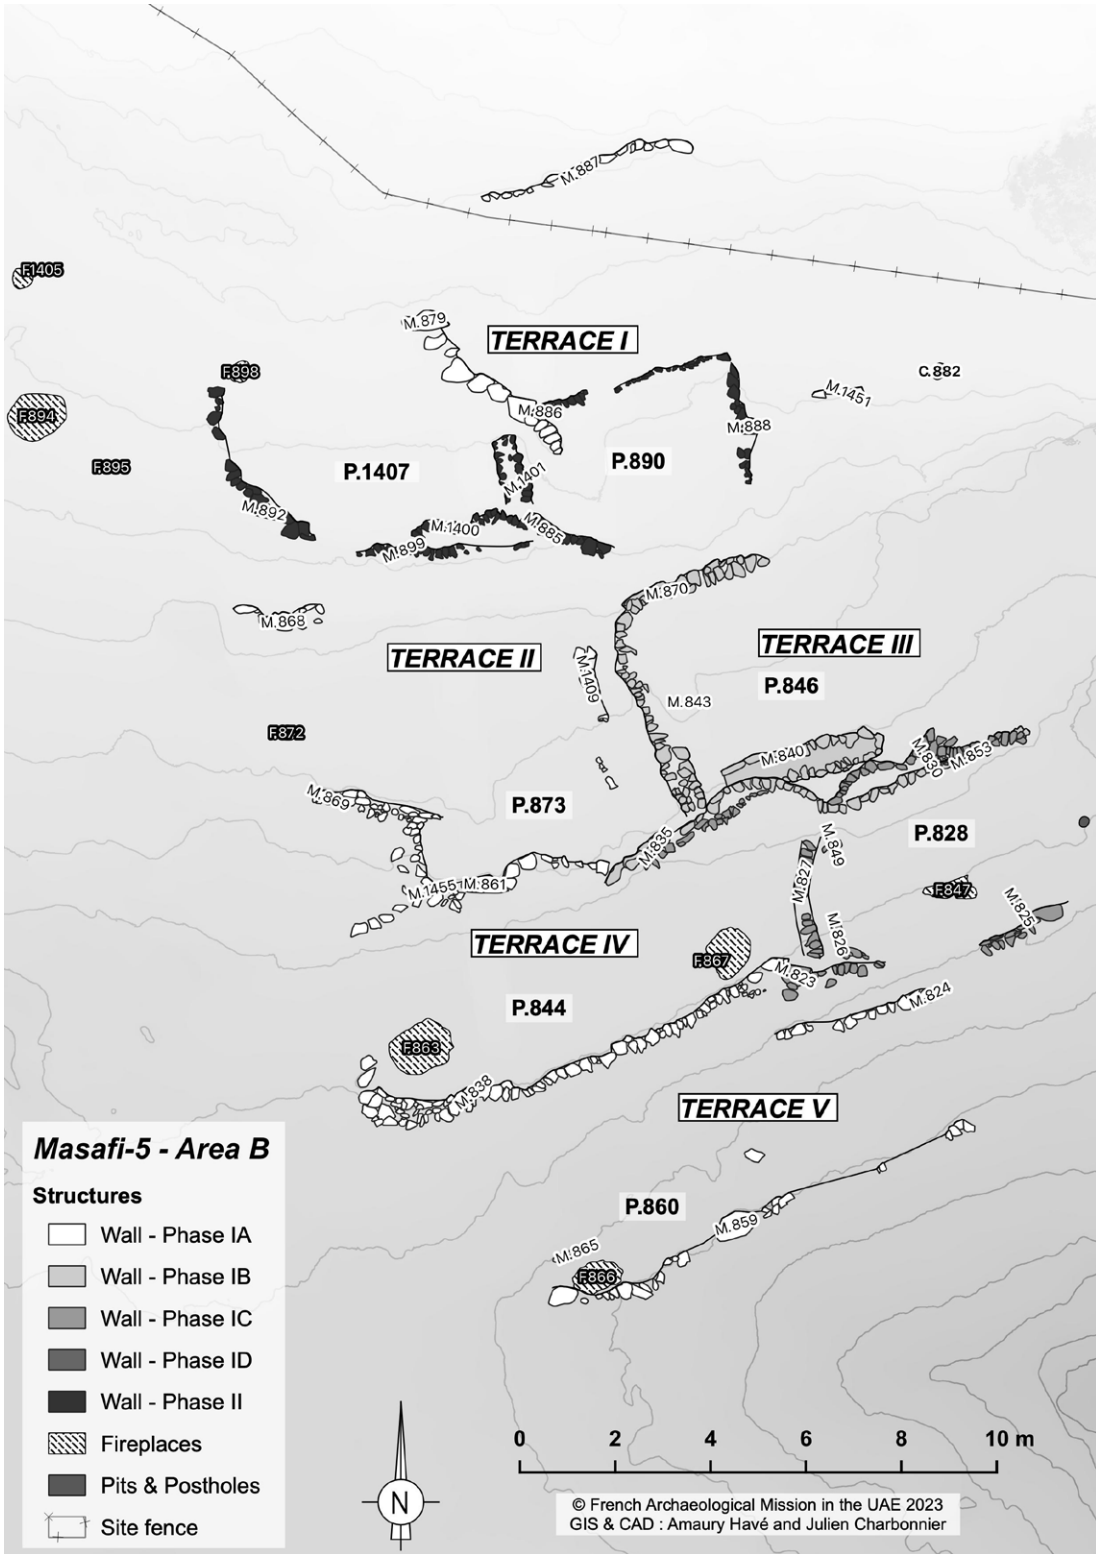 M.887
F.1405
M.879
TERRACE I
F.898
C.882
M.1451
F.894
M.886
M.888
F.895
P.1407
P.890
M.1401
M.892
M.1400
M.885
M.899
M.870
M.868
TERRACE II
TERRACE III
M.1409
P.846
M.843
F.872
M.840
M.830
M.853
M.869
P.873
P.828
M.835
M.849
M.827
M.1455
M.861
F.847
M.825
TERRACE IV
M.826
F.867
M.823
M.824
P.844
F.863
M.838
TERRACE V
P.860
M.859
M.865
F.866
Masafi-5 - Area B
Structures
Wall - Phase IA
Wall - Phase IB
Wall - Phase IC
Wall - Phase ID
Wall - Phase II
Fireplaces
Pits & Postholes
Site fence
N
0 2 4 6 8 10 m
© French Archaeological Mission in the UAE 2023
GIS & CAD : Amaury Havé and Julien Charbonnier